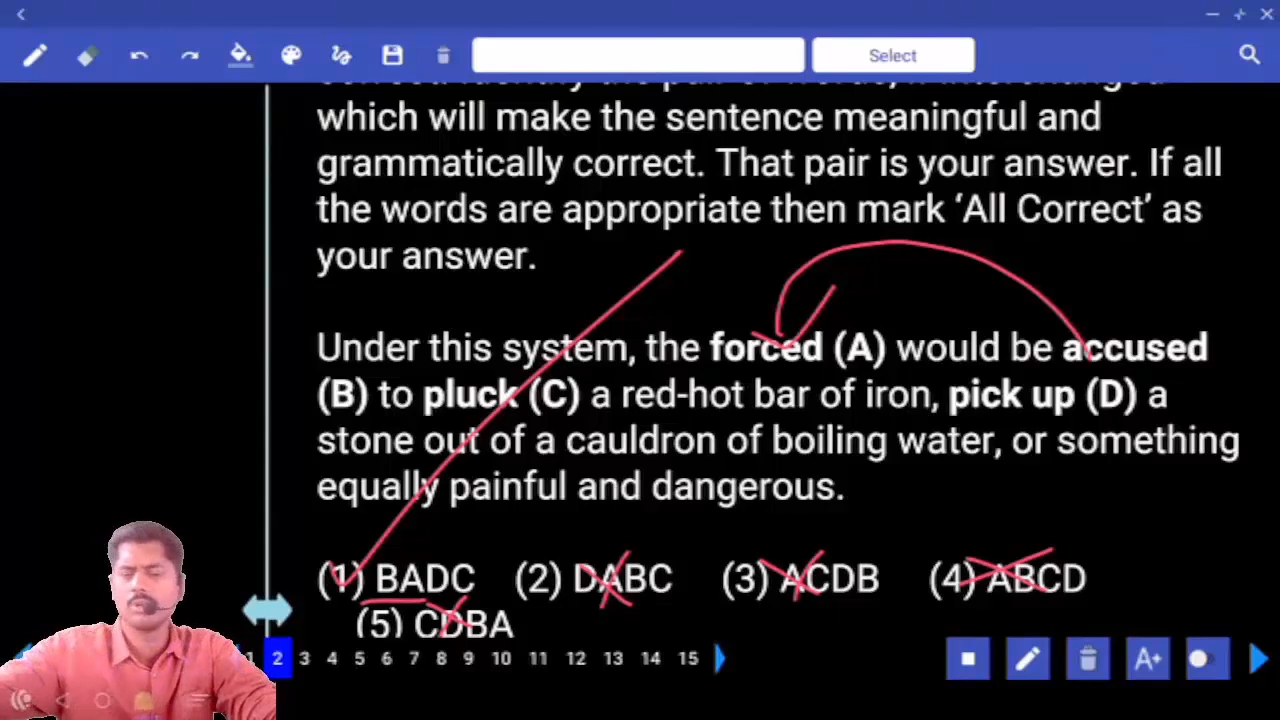 Select
which will make the sentence meaningful and
grammatically correct. That pair is your answer. If all
the words are appropriate then mark ‘All Correct’ as
your answer.
Under this system, the forced (A) would be accused
(B) to pluck (C) a red-hot bar of iron, pick up (D) a
stone out of a cauldron of boiling water, or something
equally painful and dangerous.
(1) BADC (2) DABC (3) ACDB (4) ABCD
(5) CDBA
1 2 3 4 5 6 7 8 9 10 11 12 13 14 15
A+